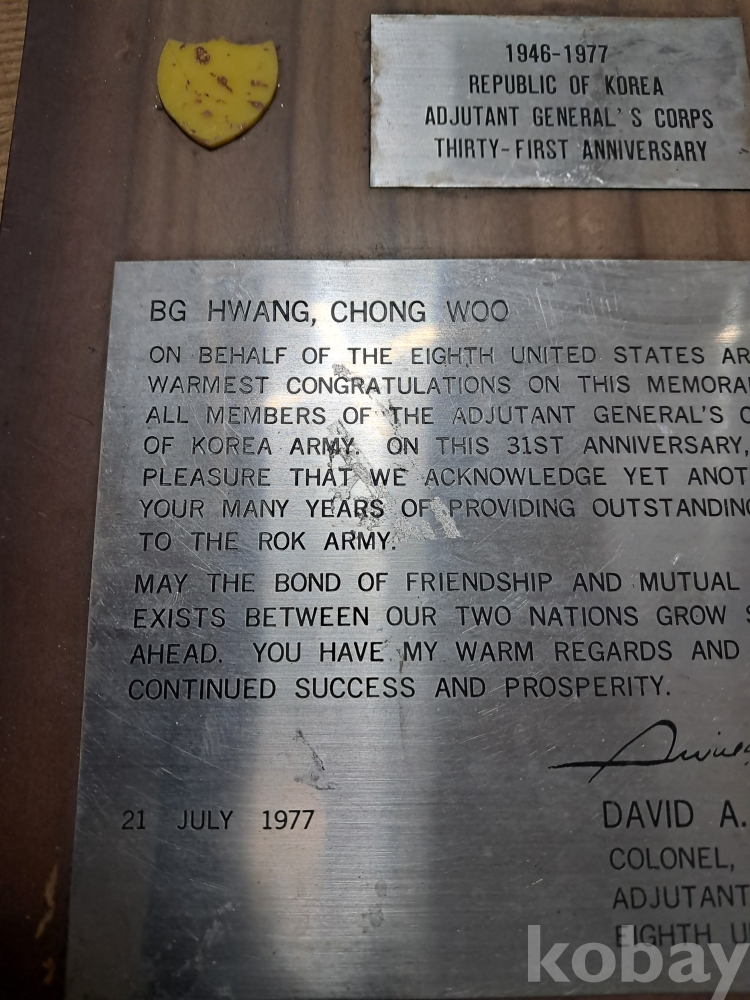 1946-1977
REPUBLIC OF KOREA
ADJUTANT GENERAL'S CORPS
THIRTY-FIRST ANNIVERSARY
BG HWANG, CHONG WOO
ON BEHALF OF THE EIGHTH UNITED STATES AR
WARMEST CONGRATULATIONS ON THIS MEMORA
ALL MEMBERS OF THE ADJUTANT GENERAL'S C
OF KOREA ARMY. ON THIS 31ST ANNIVERSARY,
PLEASURE THAT WE ACKNOWLEDGE YET ANOT
YOUR MANY YEARS OF PROVIDING OUTSTANDING
TO THE ROK ARMY.
MAY THE BOND OF FRIENDSHIP AND MUTUAL
EXISTS BETWEEN OUR TWO NATIONS GROW S
AHEAD. YOU HAVE MY WARM REGARDS AND
CONTINUED SUCCESS AND PROSPERITY.
21 JULY 1977
DAVID A.
COLONEL,
ADJUTANT
EIGHTH U
kobay